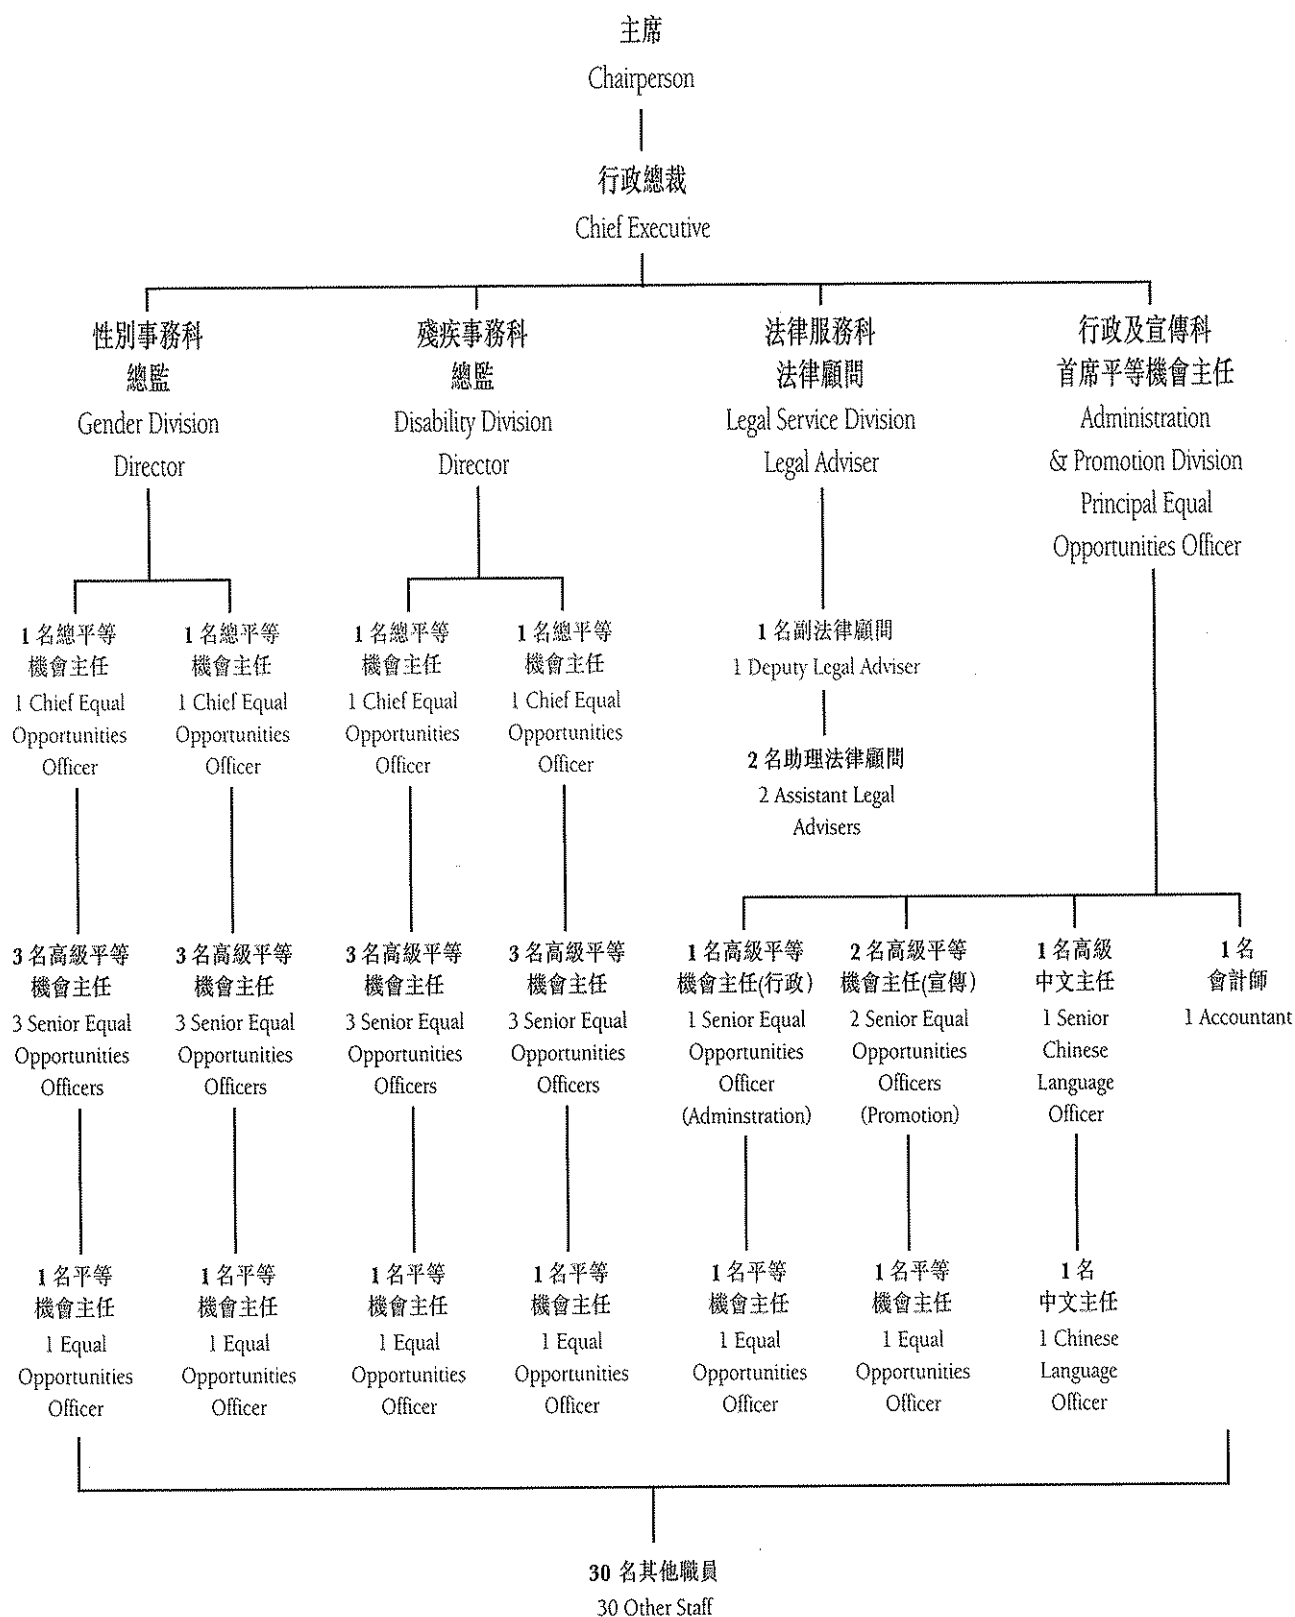 主席
Chairperson
行政總裁
Chief Executive
性別事務科
總監
Gender Division
Director
殘疾事務科
總監
Disability Division
Director
法律服務科
法律顧問
Legal Service Division
Legal Adviser
行政及宣傳科
首席平等機會主任
Administration
& Promotion Division
Principal Equal
Opportunities Officer
1 名總平等
機會主任
1 Chief Equal
Opportunities
Officer
1 名總平等
機會主任
1 Chief Equal
Opportunities
Officer
1 名總平等
機會主任
1 Chief Equal
Opportunities
Officer
1 名總平等
機會主任
1 Chief Equal
Opportunities
Officer
1 名副法律顧問
1 Deputy Legal Adviser
2 名助理法律顧問
2 Assistant Legal
Advisers
3 名高級平等
機會主任
3 Senior Equal
Opportunities
Officers
3 名高級平等
機會主任
3 Senior Equal
Opportunities
Officers
3 名高級平等
機會主任
3 Senior Equal
Opportunities
Officers
3 名高級平等
機會主任
3 Senior Equal
Opportunities
Officers
1 名高級平等
機會主任(行政)
1 Senior Equal
Opportunities
Officer
(Adminstration)
2 名高級平等
機會主任(宣傳)
2 Senior Equal
Opportunities
Officers
(Promotion)
1 名高級
中文主任
1 Senior
Chinese
Language
Officer
1 名
會計師
1 Accountant
1 名平等
機會主任
1 Equal
Opportunities
Officer
1 名平等
機會主任
1 Equal
Opportunities
Officer
1 名平等
機會主任
1 Equal
Opportunities
Officer
1 名平等
機會主任
1 Equal
Opportunities
Officer
1 名平等
機會主任
1 Equal
Opportunities
Officer
1 名平等
機會主任
1 Equal
Opportunities
Officer
1 名
中文主任
1 Chinese
Language
Officer
30 名其他職員
30 Other Staff